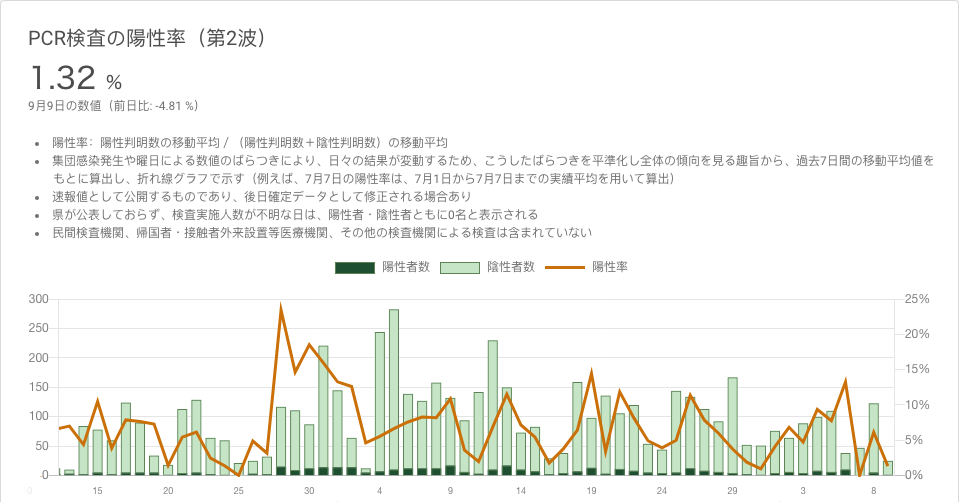 PCR検査の陽性率（第2波）
1.32 %
9月9日の数値（前日比: -4.81 %）
• 陽性率：陽性判明数の移動平均 / （陽性判明数＋陰性判明数）の移動平均
• 集団感染発生や曜日による数値のばらつきにより、日々の結果が変動するため、こうしたばらつきを平準化し全体の傾向を見る趣旨から、過去7日間の移動平均値を
もとに算出し、折れ線グラフで示す（例えば、7月7日の陽性率は、7月1日から7月7日までの実績平均を用いて算出）
• 速報値として公開するものであり、後日確定データとして修正される場合あり
• 県が公表しておらず、検査実施人数が不明な日は、陽性者・陰性者ともに0名と表示される
• 民間検査機関、帰国者・接触者外来設置等医療機関、その他の検査機関による検査は含まれていない
陽性者数 陰性者数 陽性率
300 25%
250 20%
200 15%
150
100 10%
50 5%
0 0%
0 15 20 25 30 4 9 14 19 24 29 3 8